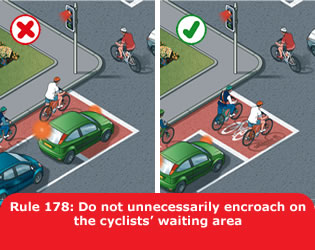 Rule 178: Do not unnecessarily encroach on
the cyclists' waiting area